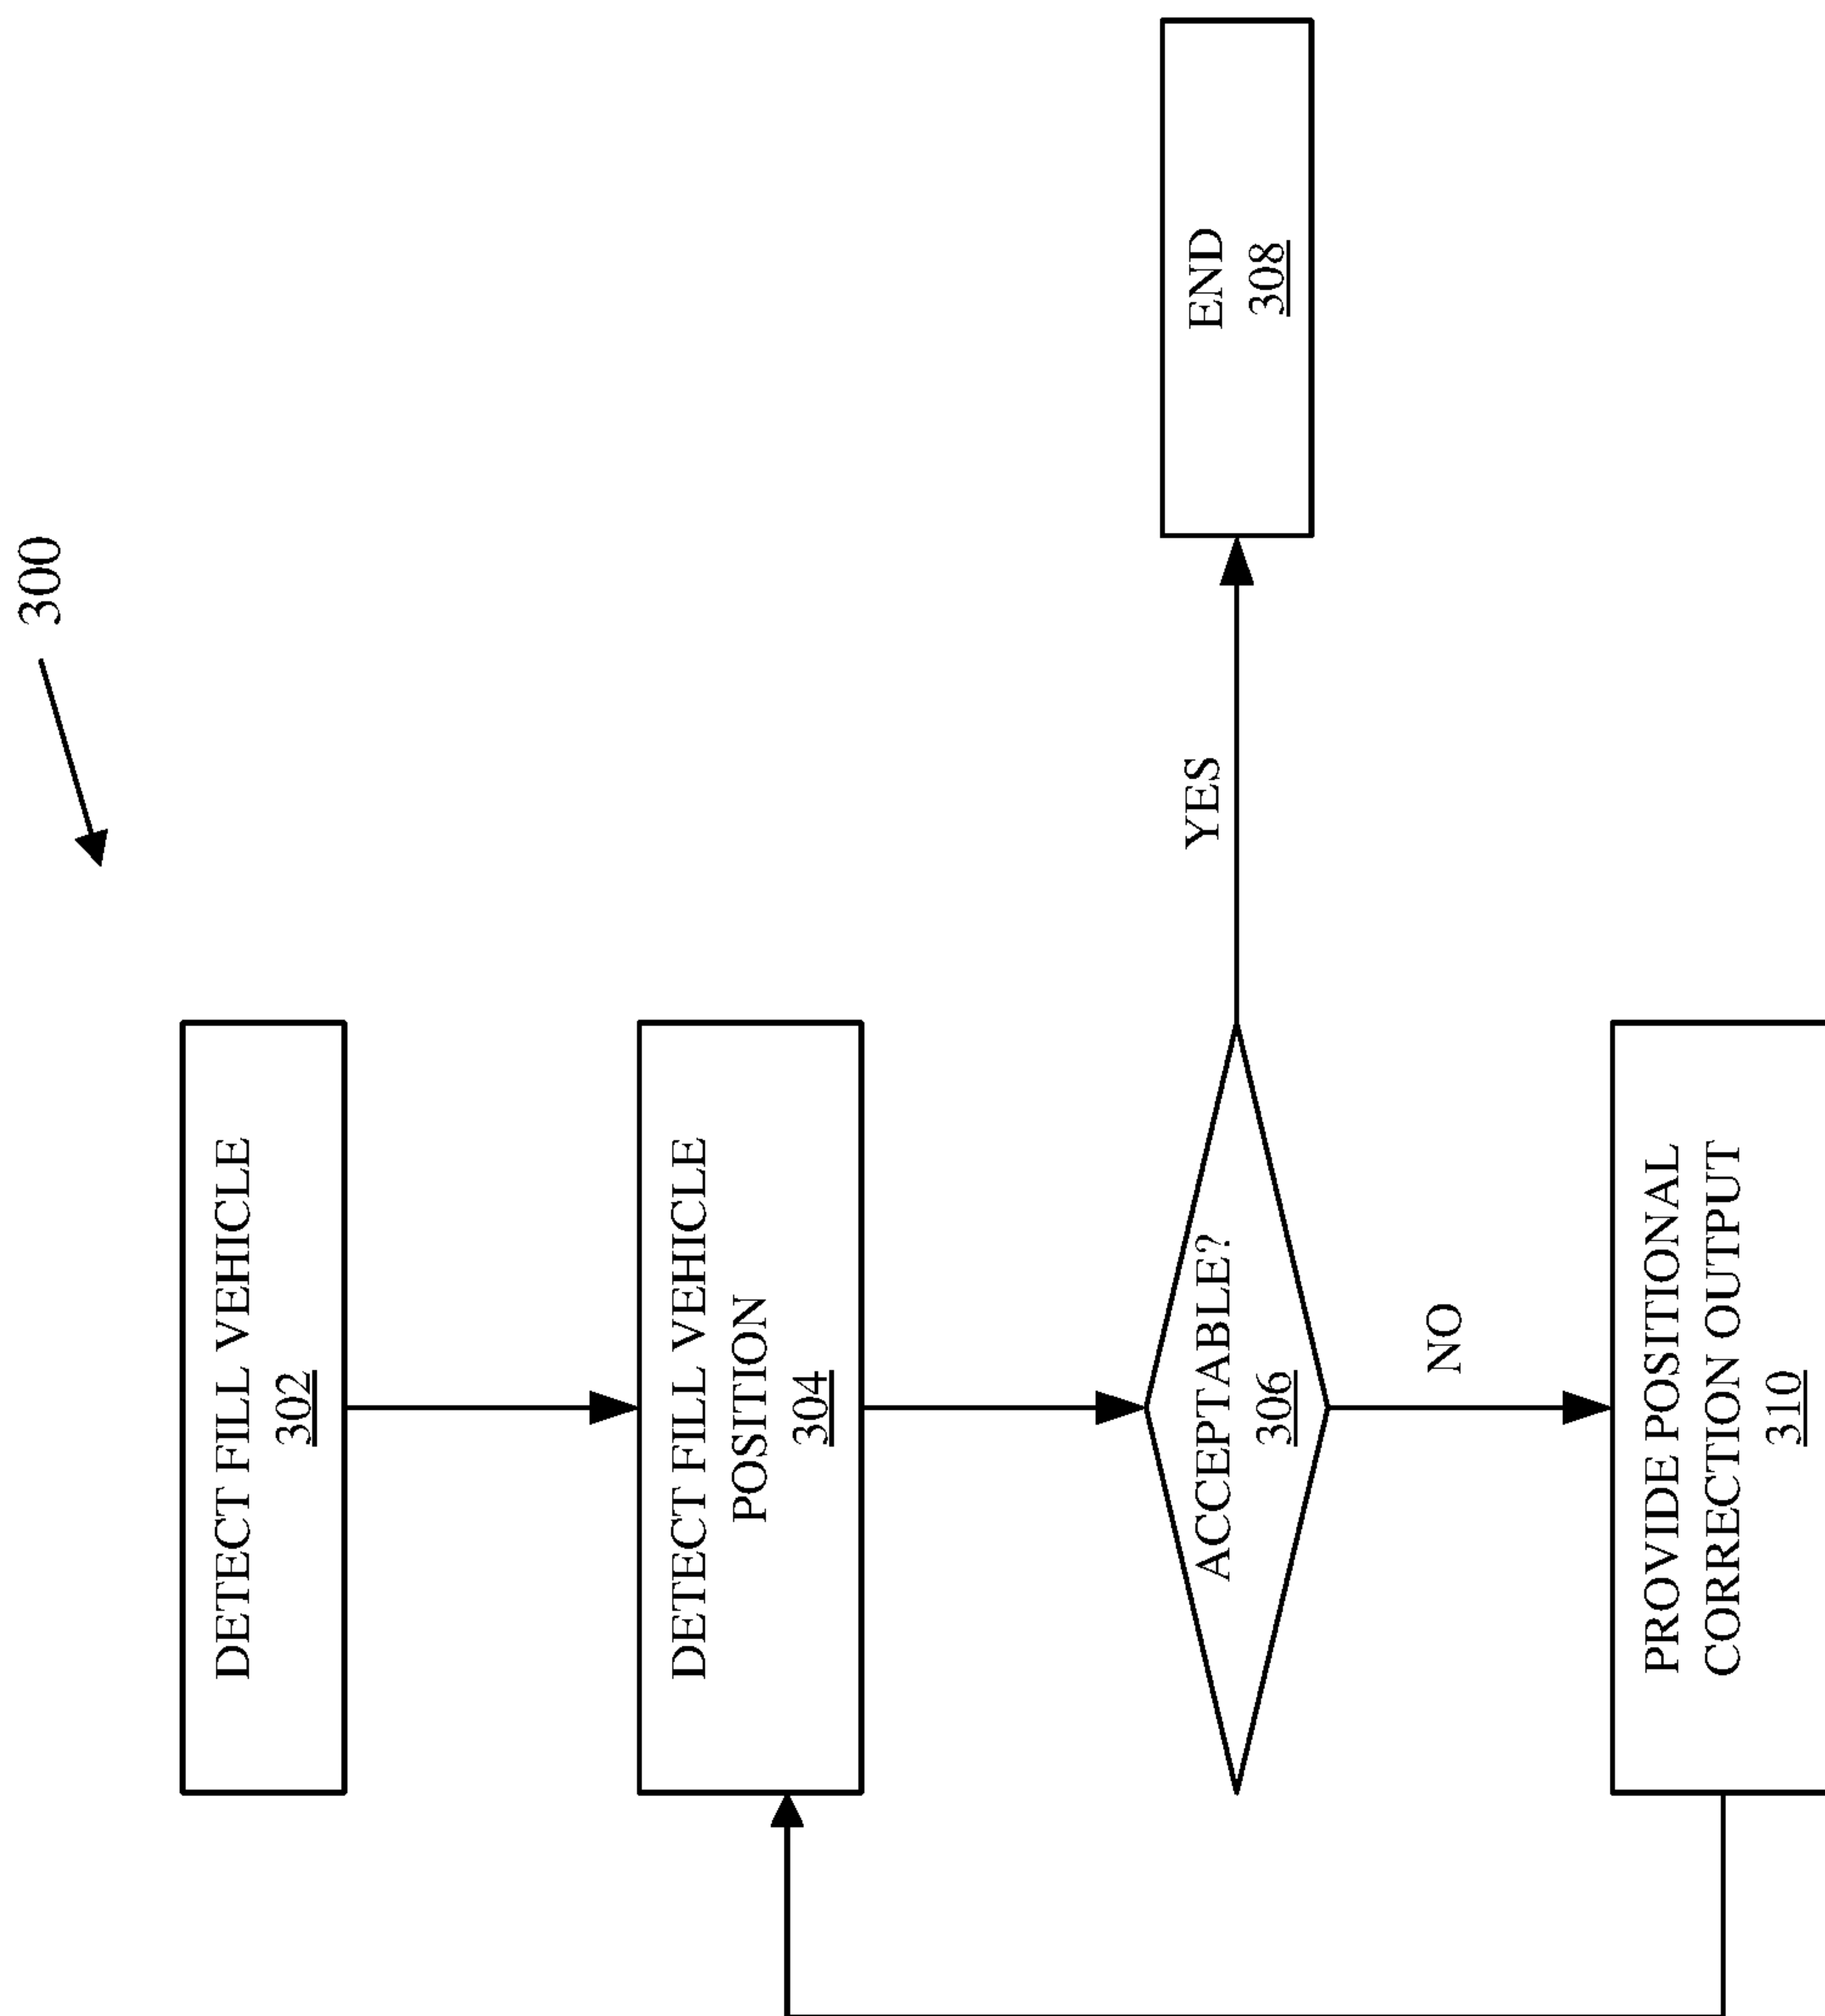 300
DETECT FILL VEHICLE
302
DETECT FILL VEHICLE
POSITION
304
ACCEPTABLE?
306
YES
END
308
NO
PROVIDE POSITIONAL
CORRECTION OUTPUT
310